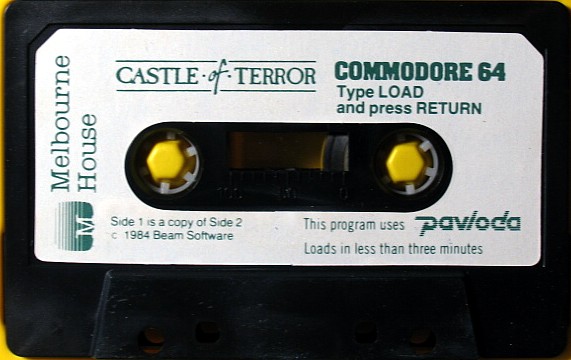 Melbourne
House
M
CASTLE·of·TERROR
COMMODORE 64
Type LOAD
and press RETURN
Side 1 is a copy of Side 2
c 1984 Beam Software
This program uses pavloda
Loads in less than three minutes